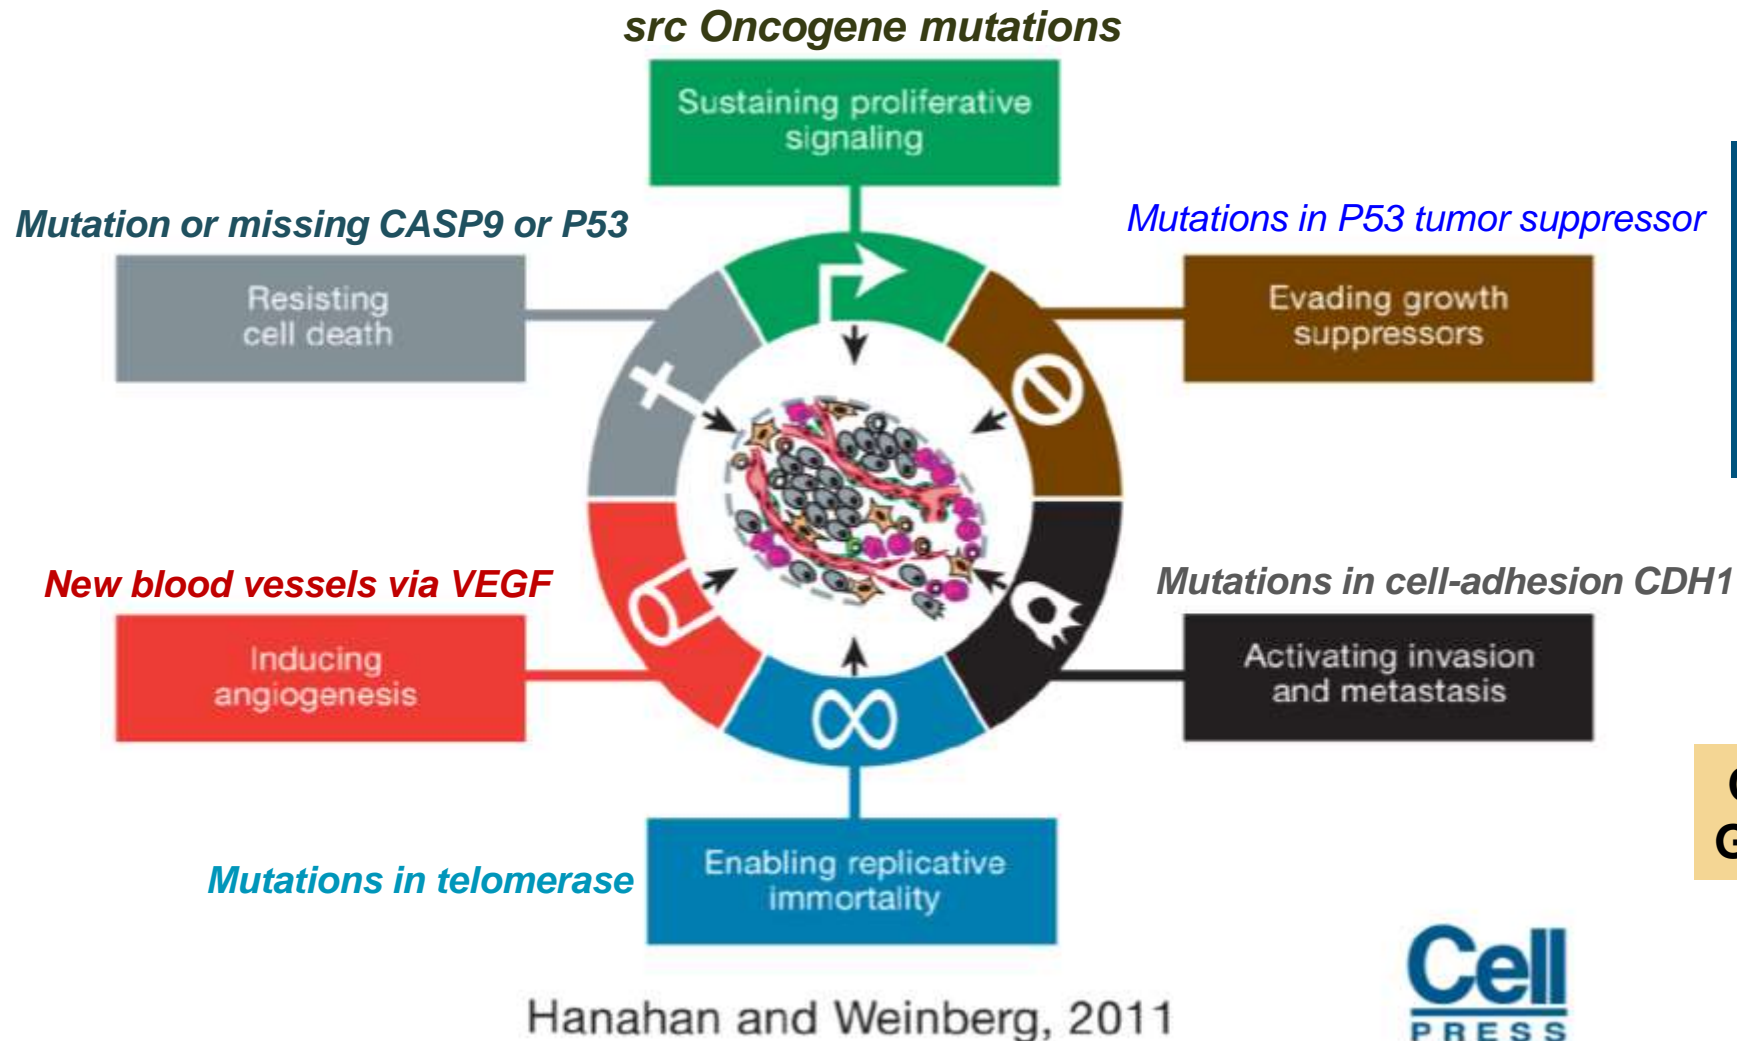 src Oncogene mutations
Sustaining proliferative
signaling
Mutation or missing CASP9 or P53
Resisting
cell death
Mutations in P53 tumor suppressor
Evading growth
suppressors
New blood vessels via VEGF
Inducing
angiogenesis
Mutations in cell-adhesion CDH1
Activating invasion
and metastasis
Mutations in telomerase
Enabling replicative
immortality
Hanahan and Weinberg, 2011
Cell
PRESS